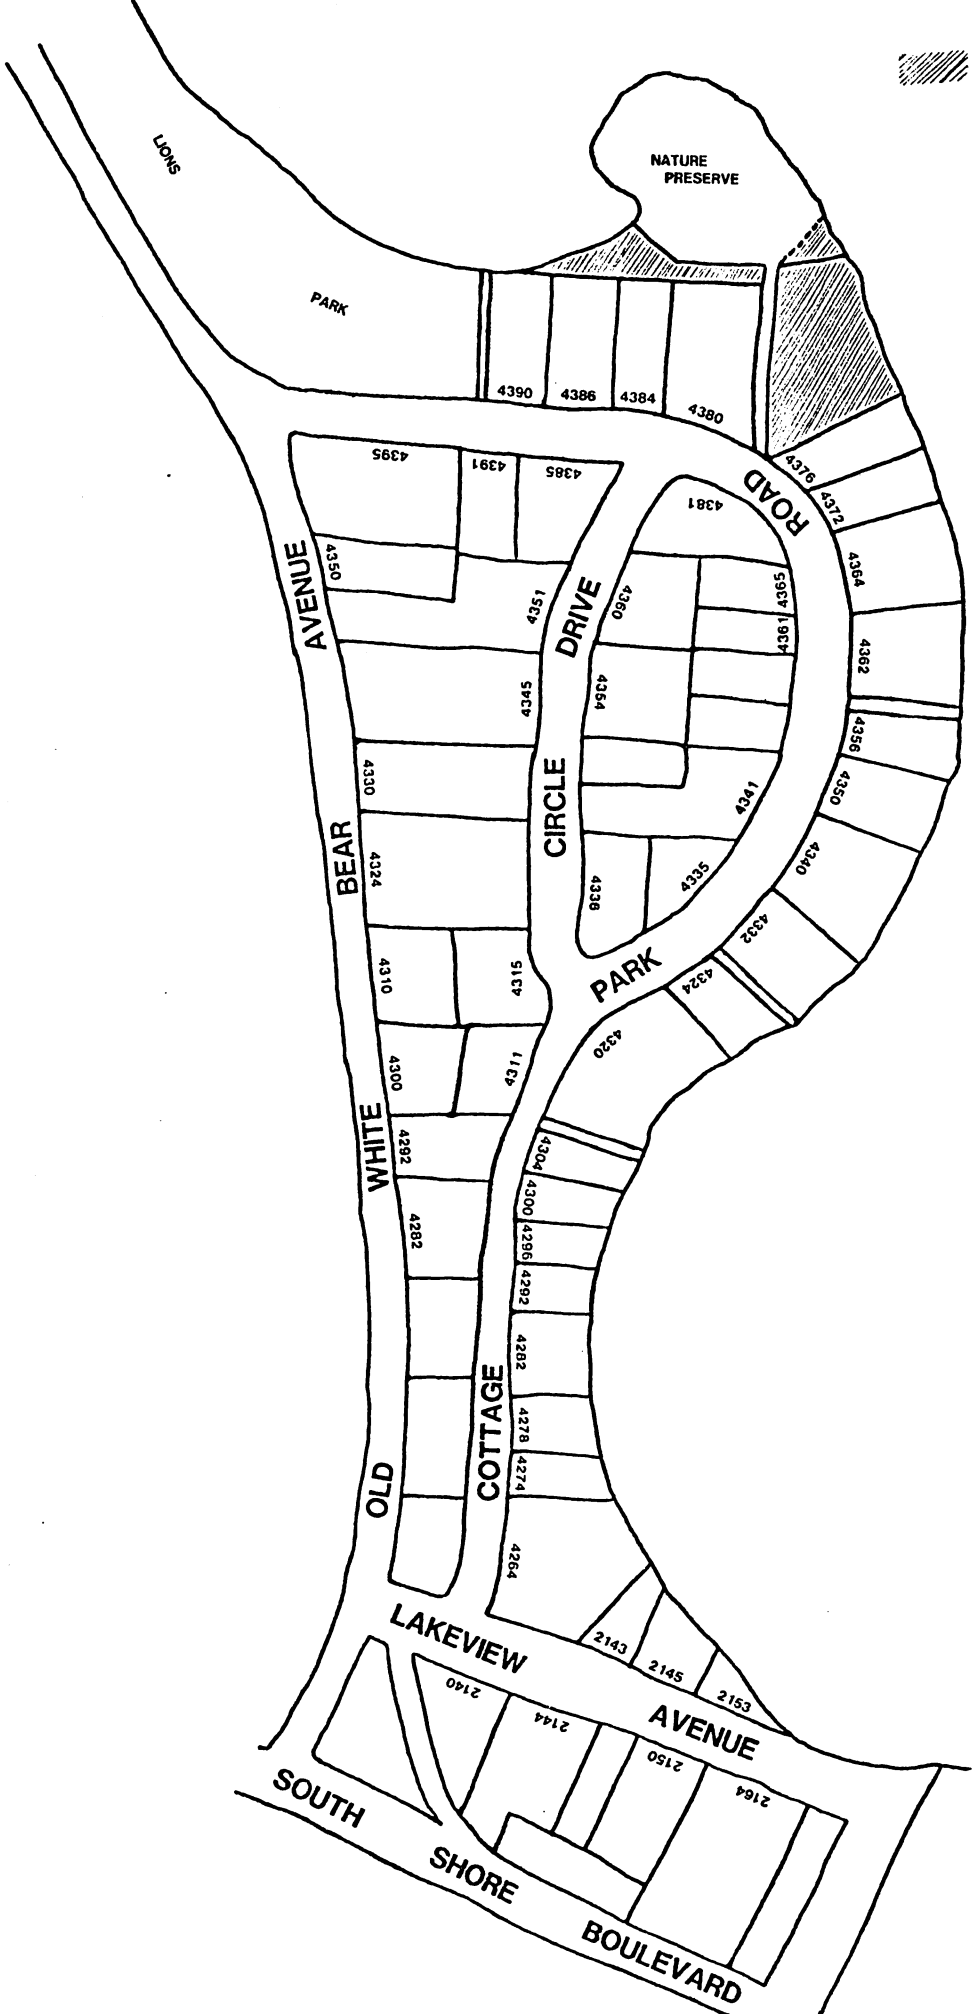 LIONS
PARK
NATURE
PRESERVE
4390
4386
4384
4380
4376
4372
4364
4362
4356
4350
4340
4332
4324
4320
4304
4300
4296
4292
4282
4278
4274
4264
ROAD
PARK
4395
4391
4385
4381
4350
4351
4345
4330
4324
4310
4315
4300
4311
4292
4282
4360
4354
4365
4361
4341
4335
4338
DRIVE
CIRCLE
COTTAGE
AVENUE
BEAR
WHITE
OLD
LAKEVIEW
AVENUE
2143
2145
2153
2140
2144
2150
2164
SOUTH
SHORE
BOULEVARD